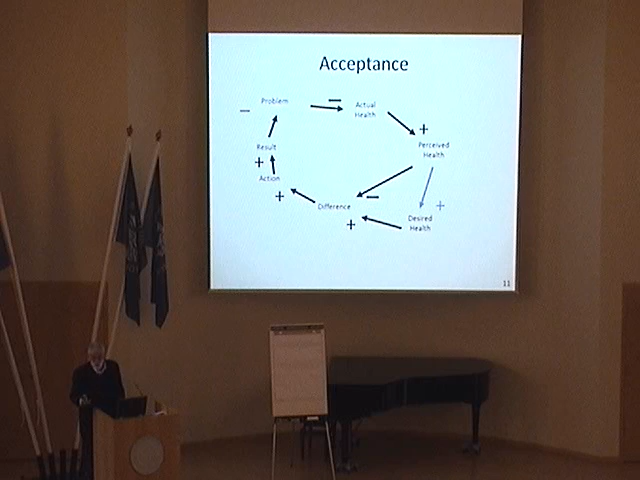 Acceptance
Problem
−
−
Actual
Health
+
Perceived
Health
Result
+
Action
+
−
Difference
+
+
Desired
Health
11